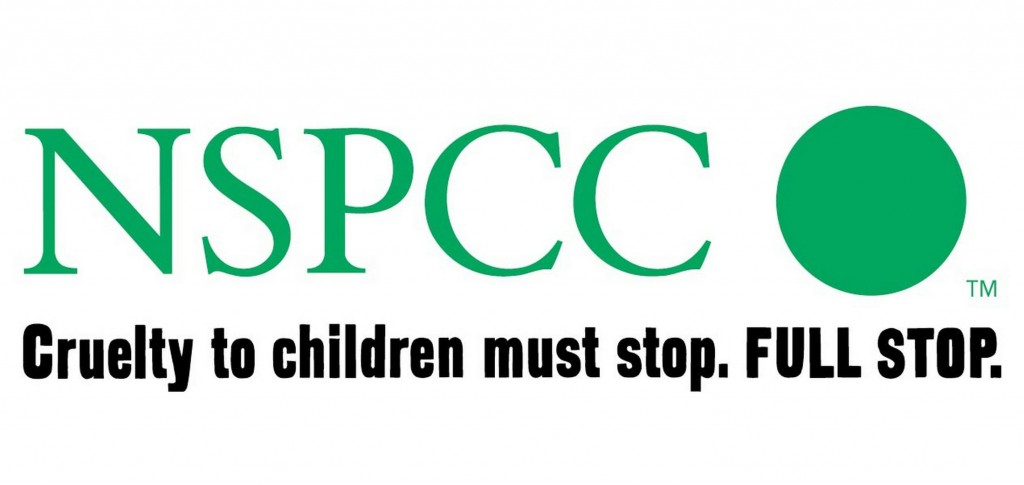 NSPCC
TM
Cruelty to children must stop. FULL STOP.